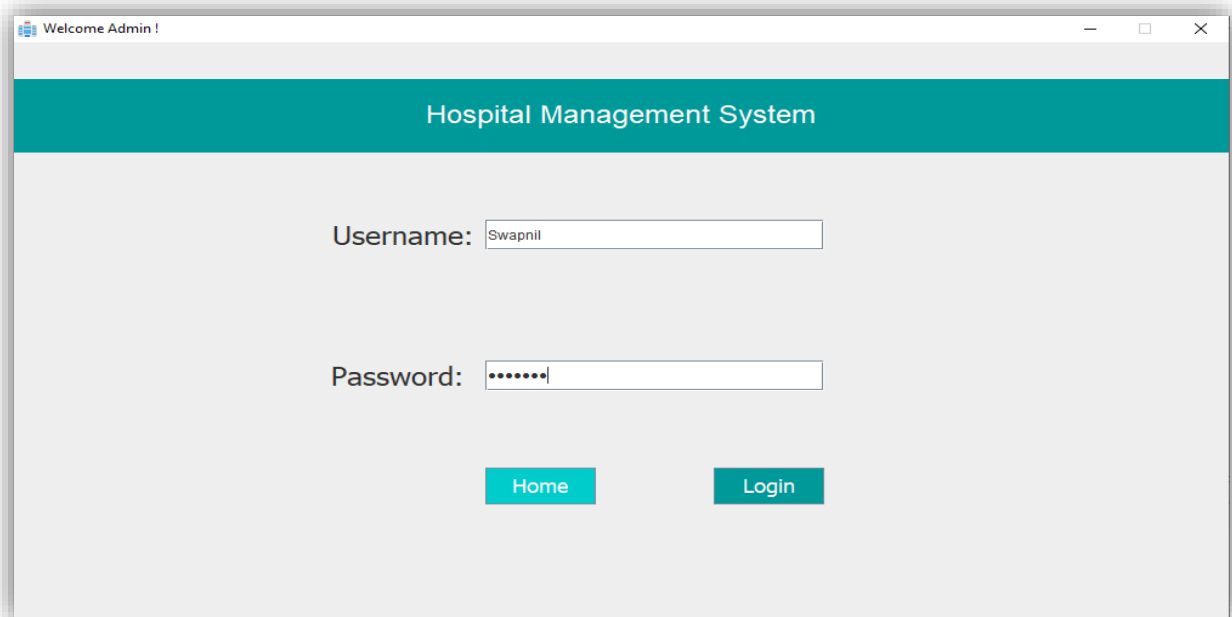 Welcome Admin !
Hospital Management System
Username: Swapnil
Password: •••••••
Home Login